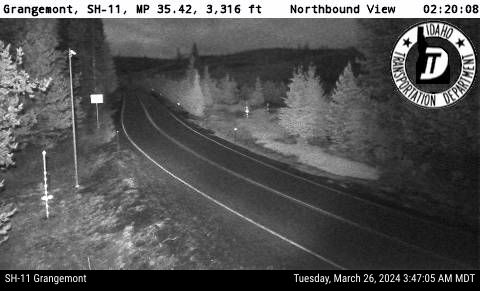 Grangemont, SH-11, MP 35.42, 3,316 ft Northbound View 02:20:08
IDAHO
TRANSPORTATION DEPARTMENT
SH-11 Grangemont Tuesday, March 26, 2024 3:47:05 AM MDT